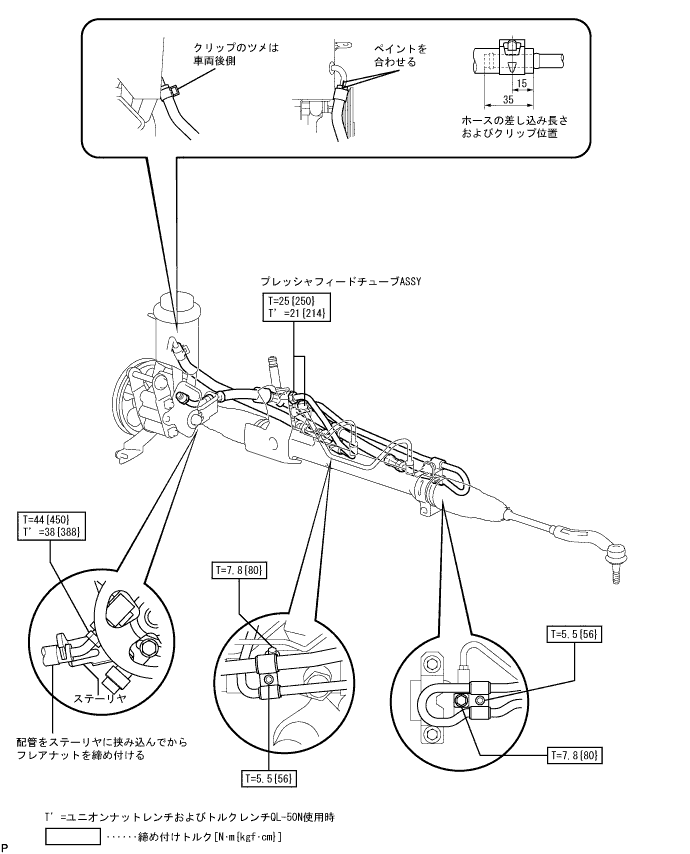 クリップのツメは
車両後側
ペイントを
合わせる
15
35
ホースの差し込み長さ
およびクリップ位置
プレッシャフィードチューブASSY
T=25{250}
T'=21{214}
T=44{450}
T'=38{388}
T=7.8{80}
T=5.5{56}
ステーリヤ
配管をステーリヤに挟み込んでから
フレアナットを締め付ける
T=5.5{56}
T=7.8{80}
T'=ユニオンナットレンチおよびトルクレンチQL-50N使用時
‥‥‥締め付けトルク[N・m{kgf・cm}]
P